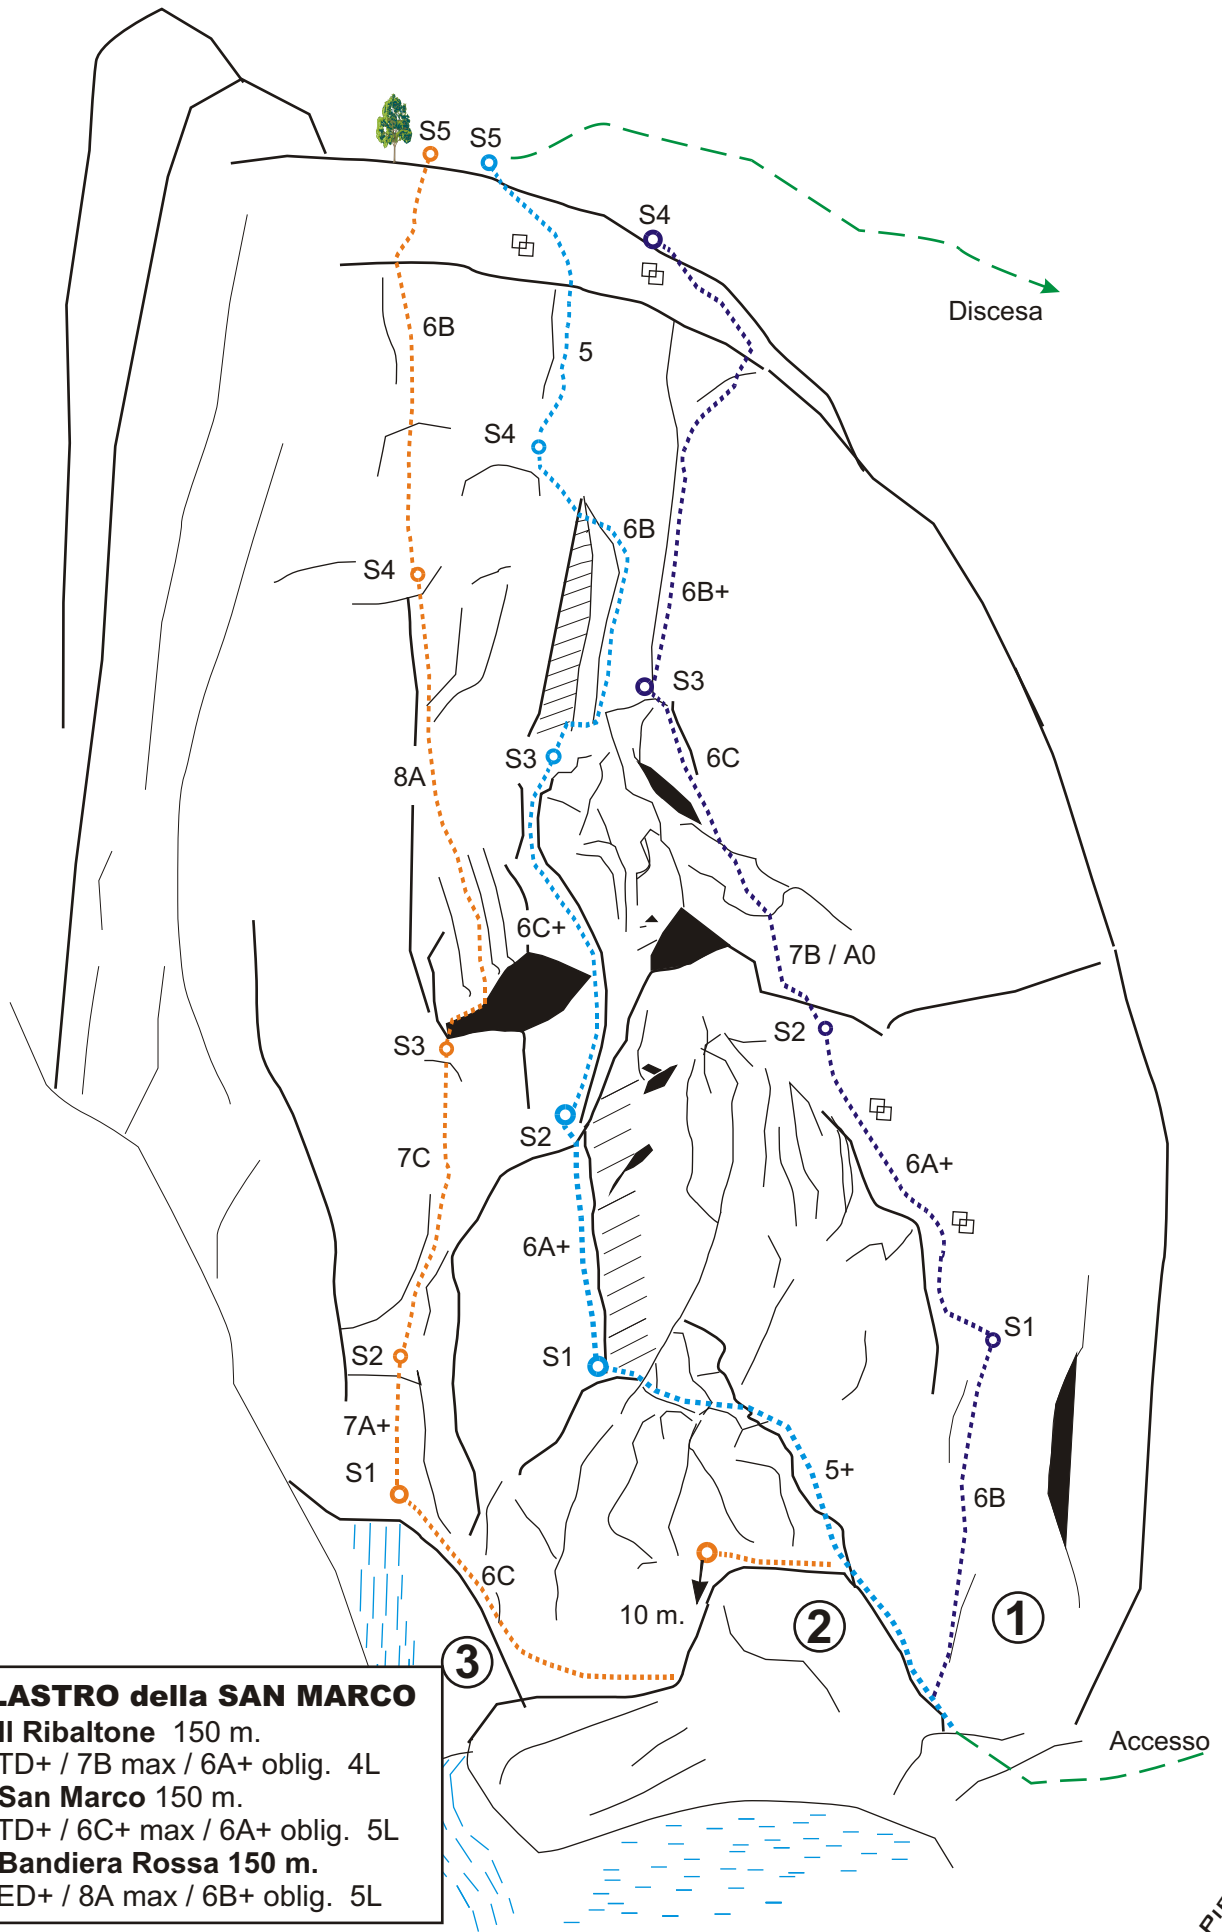 S5
S5
S4
Discesa
6B
5
S4
6B
S4
6B+
S3
S3
6C
8A
6C+
7B / A0
S2
S3
S2
7C
6A+
6A+
S1
S1
S2
7A+
5+
S1
6B
6C
10 m.
1
2
3
Accesso
LASTRO della SAN MARCO
Il Ribaltone 150 m.
TD+ / 7B max / 6A+ oblig. 4L
San Marco 150 m.
TD+ / 6C+ max / 6A+ oblig. 5L
Bandiera Rossa 150 m.
ED+ / 8A max / 6B+ oblig. 5L